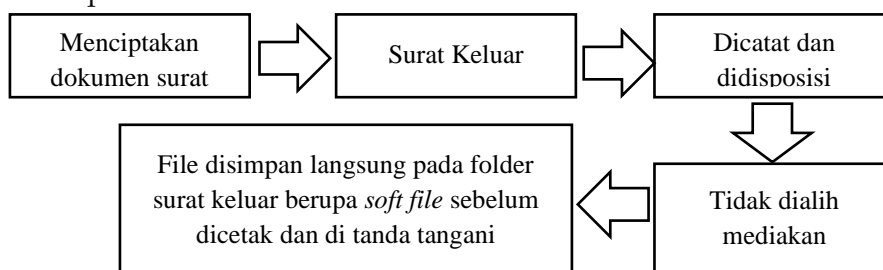 Menciptakan
dokumen surat
Surat Keluar
Dicatat dan
didisposisi
Tidak dialih
mediakan
File disimpan langsung pada folder
surat keluar berupa soft file sebelum
dicetak dan di tanda tangani